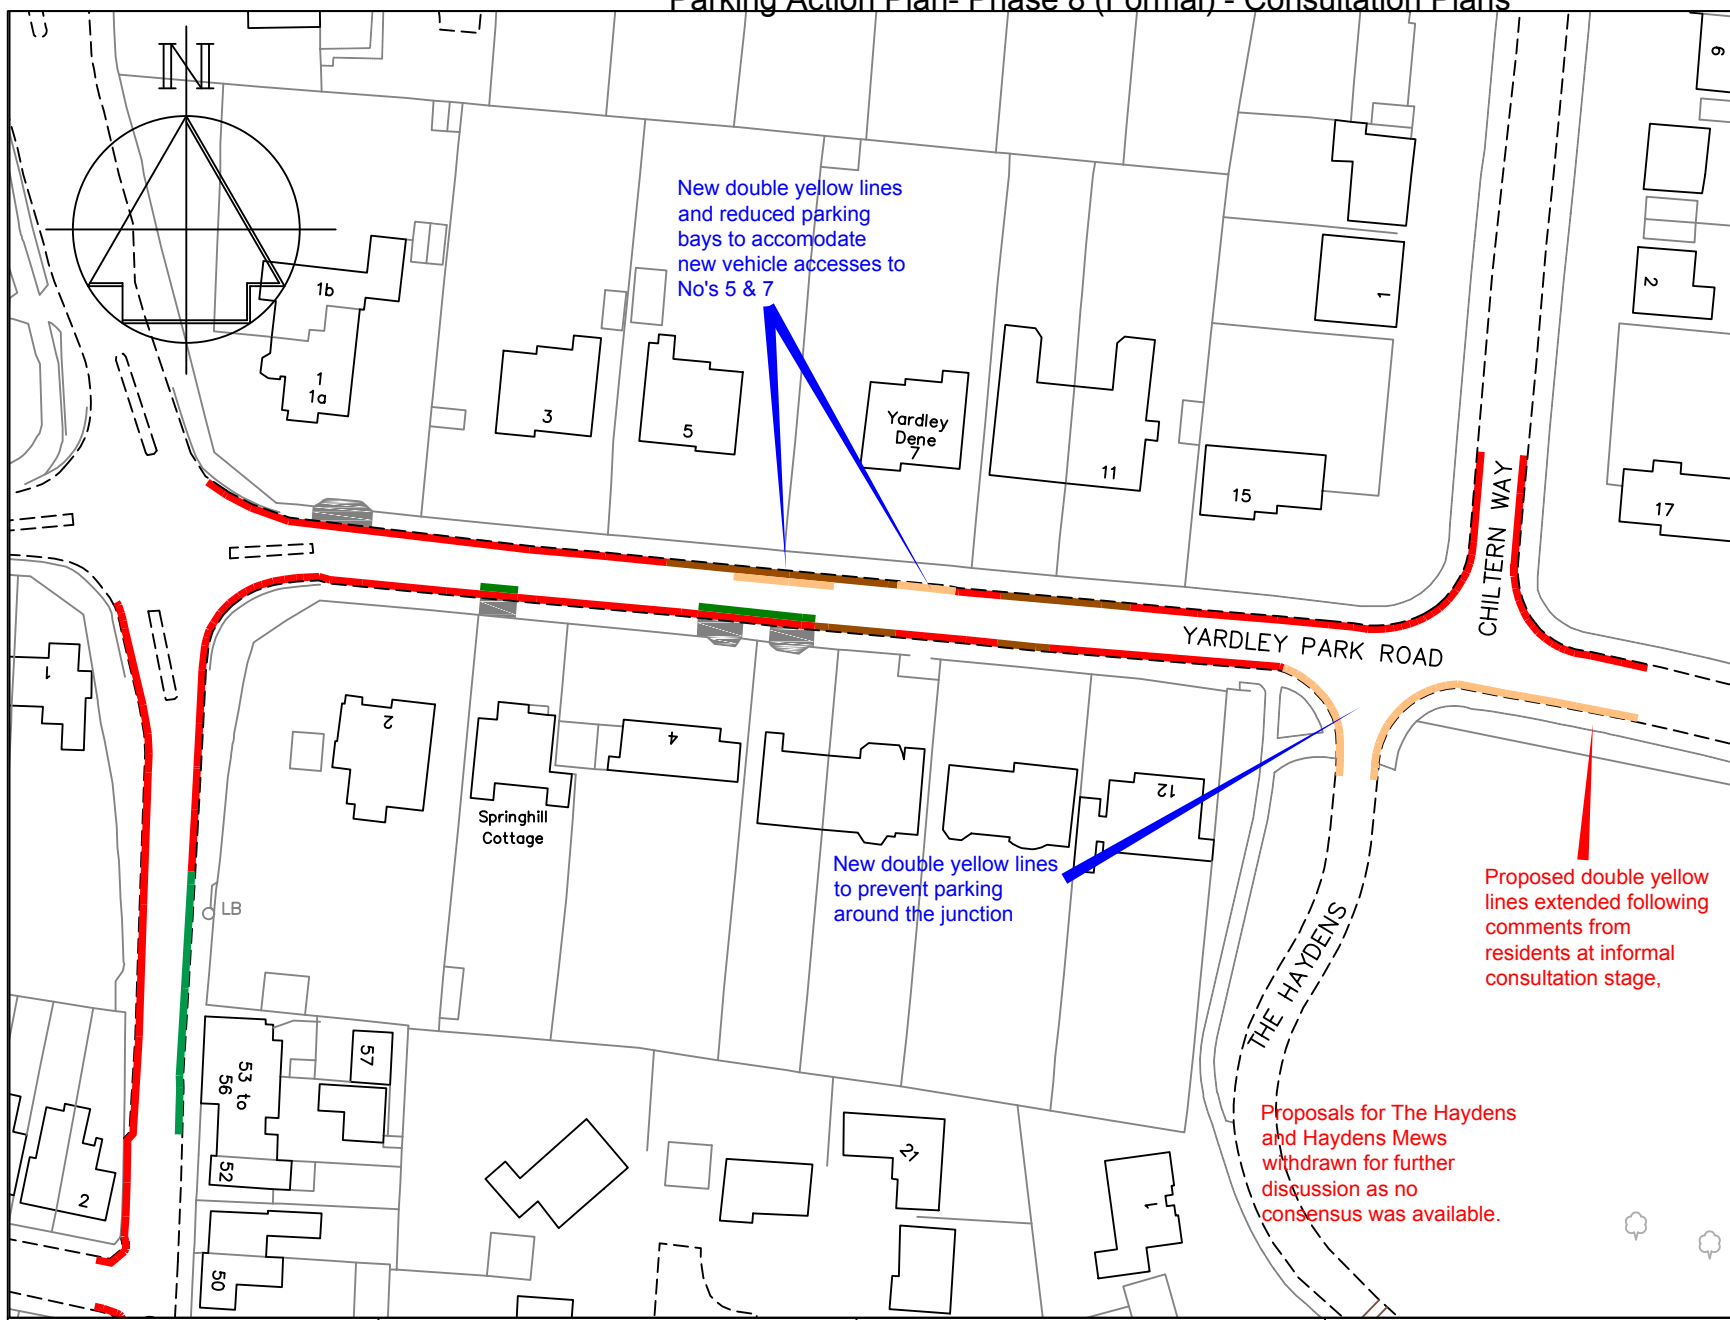 Parking Action Plan- Phase 8 (Formal) - Consultation Plans
N
New double yellow lines
and reduced parking
bays to accomodate
new vehicle accesses to
No's 5 & 7
1b
1
1a
3
5
Yardley
Dene
7
11
15
1
2
6
17
CHILTERN WAY
YARDLEY PARK ROAD
1
2
Springhill
Cottage
4
12
New double yellow lines
to prevent parking
around the junction
Proposed double yellow
lines extended following
comments from
residents at informal
consultation stage,
LB
THE HAYDENS
53 to
56
57
52
50
2
21
1
Proposals for The Haydens
and Haydens Mews
withdrawn for further
discussion as no
consensus was available.